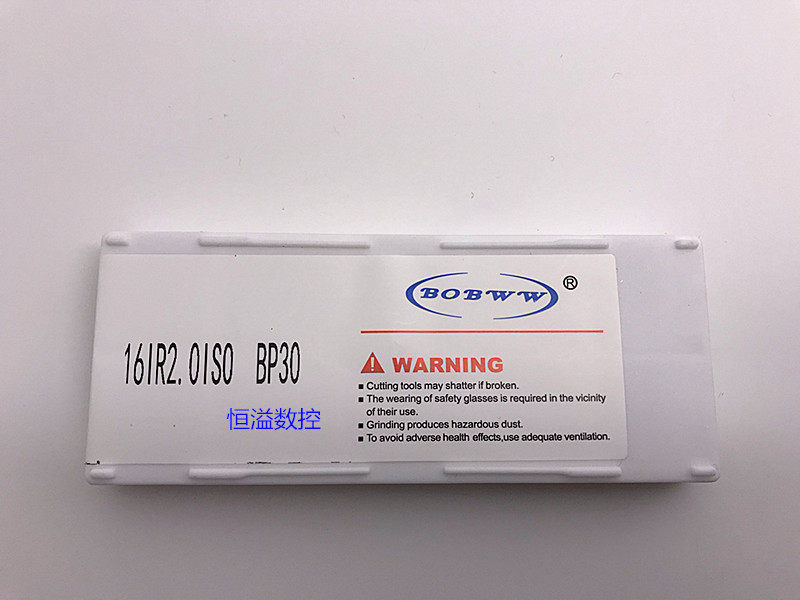 BOBWW®
16IR2.0ISO BP30
恒溢数控
WARNING
▪ Cutting tools may shatter if broken.
▪ The wearing of safety glasses is required in the vicinity
of their use.
▪ Grinding produces hazardous dust.
▪ To avoid adverse health effects,use adequate ventilation.